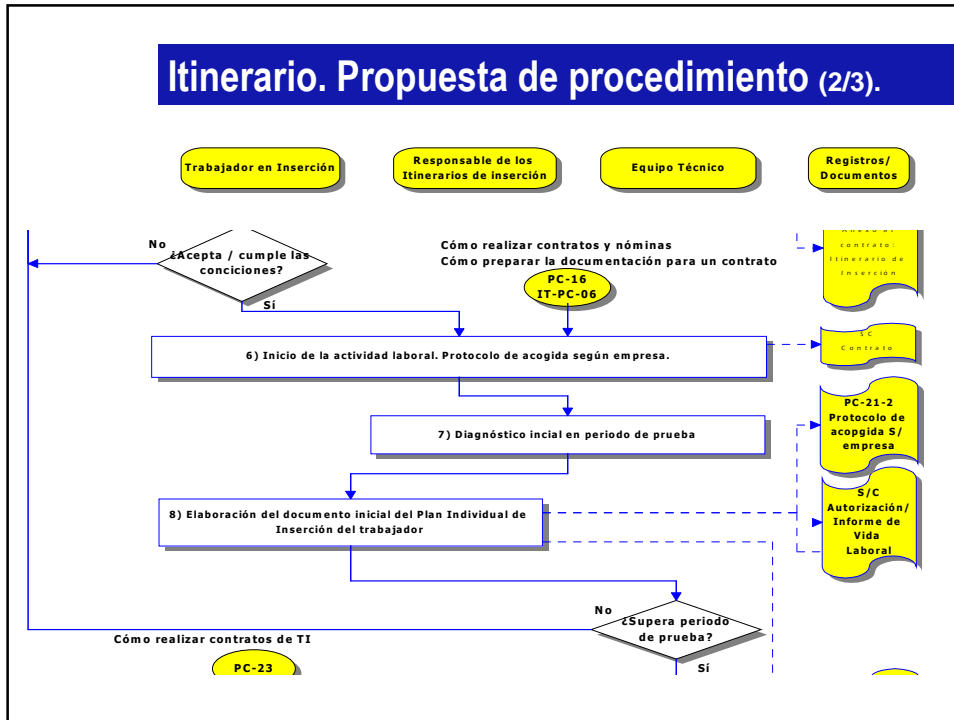 Itinerario. Propuesta de procedimiento (2/3).
Trabajador en Inserción
Responsable de los
Itinerarios de inserción
Equipo Técnico
Registros/
Documentos
No
¿Acepta / cumple las
conciciones?
Sí
Cómo realizar contratos y nóminas
Cómo preparar la documentación para un contrato
PC-16
IT-PC-06
Anexo al
contrato:
Itinerario de
Inserción
6) Inicio de la actividad laboral. Protocolo de acogida según empresa.
SC
Contrato
7) Diagnóstico incial en periodo de prueba
PC-21-2
Protocolo de
acopgida S/
empresa
8) Elaboración del documento inicial del Plan Individual de
Inserción del trabajador
S/C
Autorización/
Informe de
Vida
Laboral
No
¿Supera periodo
de prueba?
Sí
Cómo realizar contratos de TI
PC-23